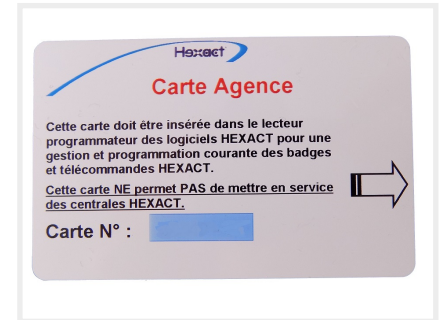 Hexact
Carte Agence
Cette carte doit être insérée dans le lecteur
programmateur des logiciels HEXACT pour une
gestion et programmation courante des badges
et télécommandes HEXACT.
Cette carte NE permet PAS de mettre en service
des centrales HEXACT.
Carte N° :